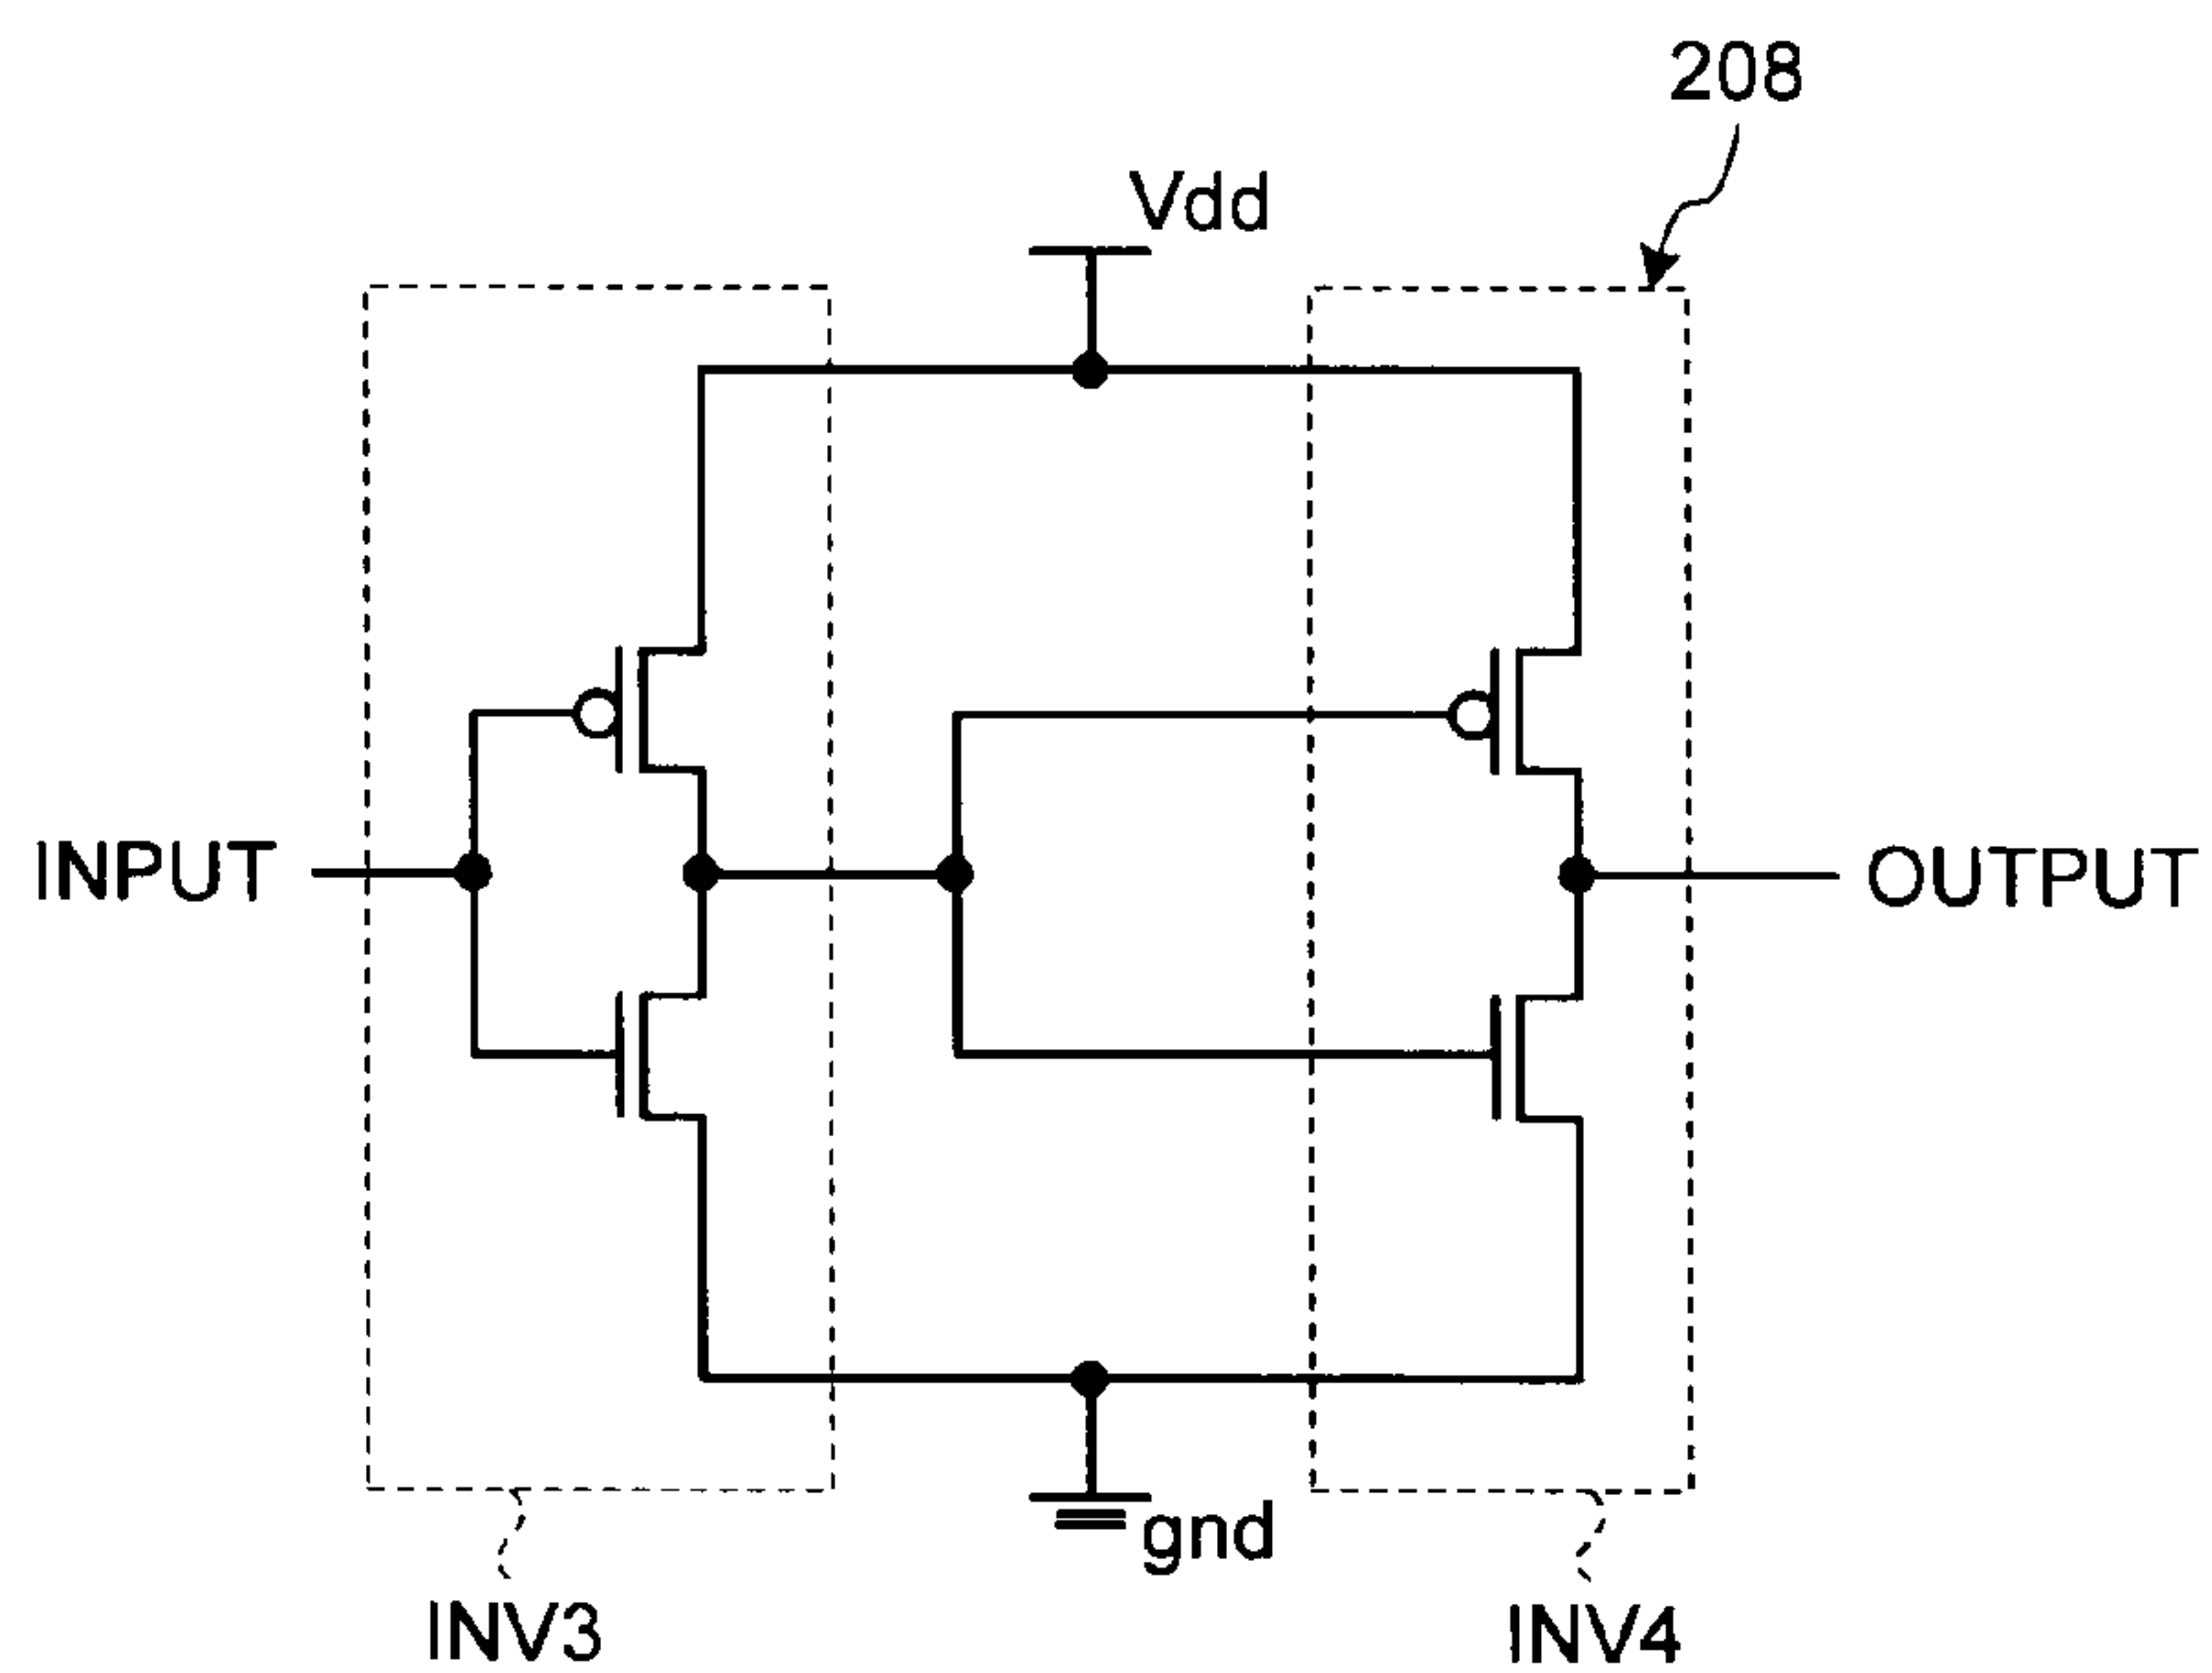 208
Vdd
INPUT
OUTPUT
gnd
INV3
INV4